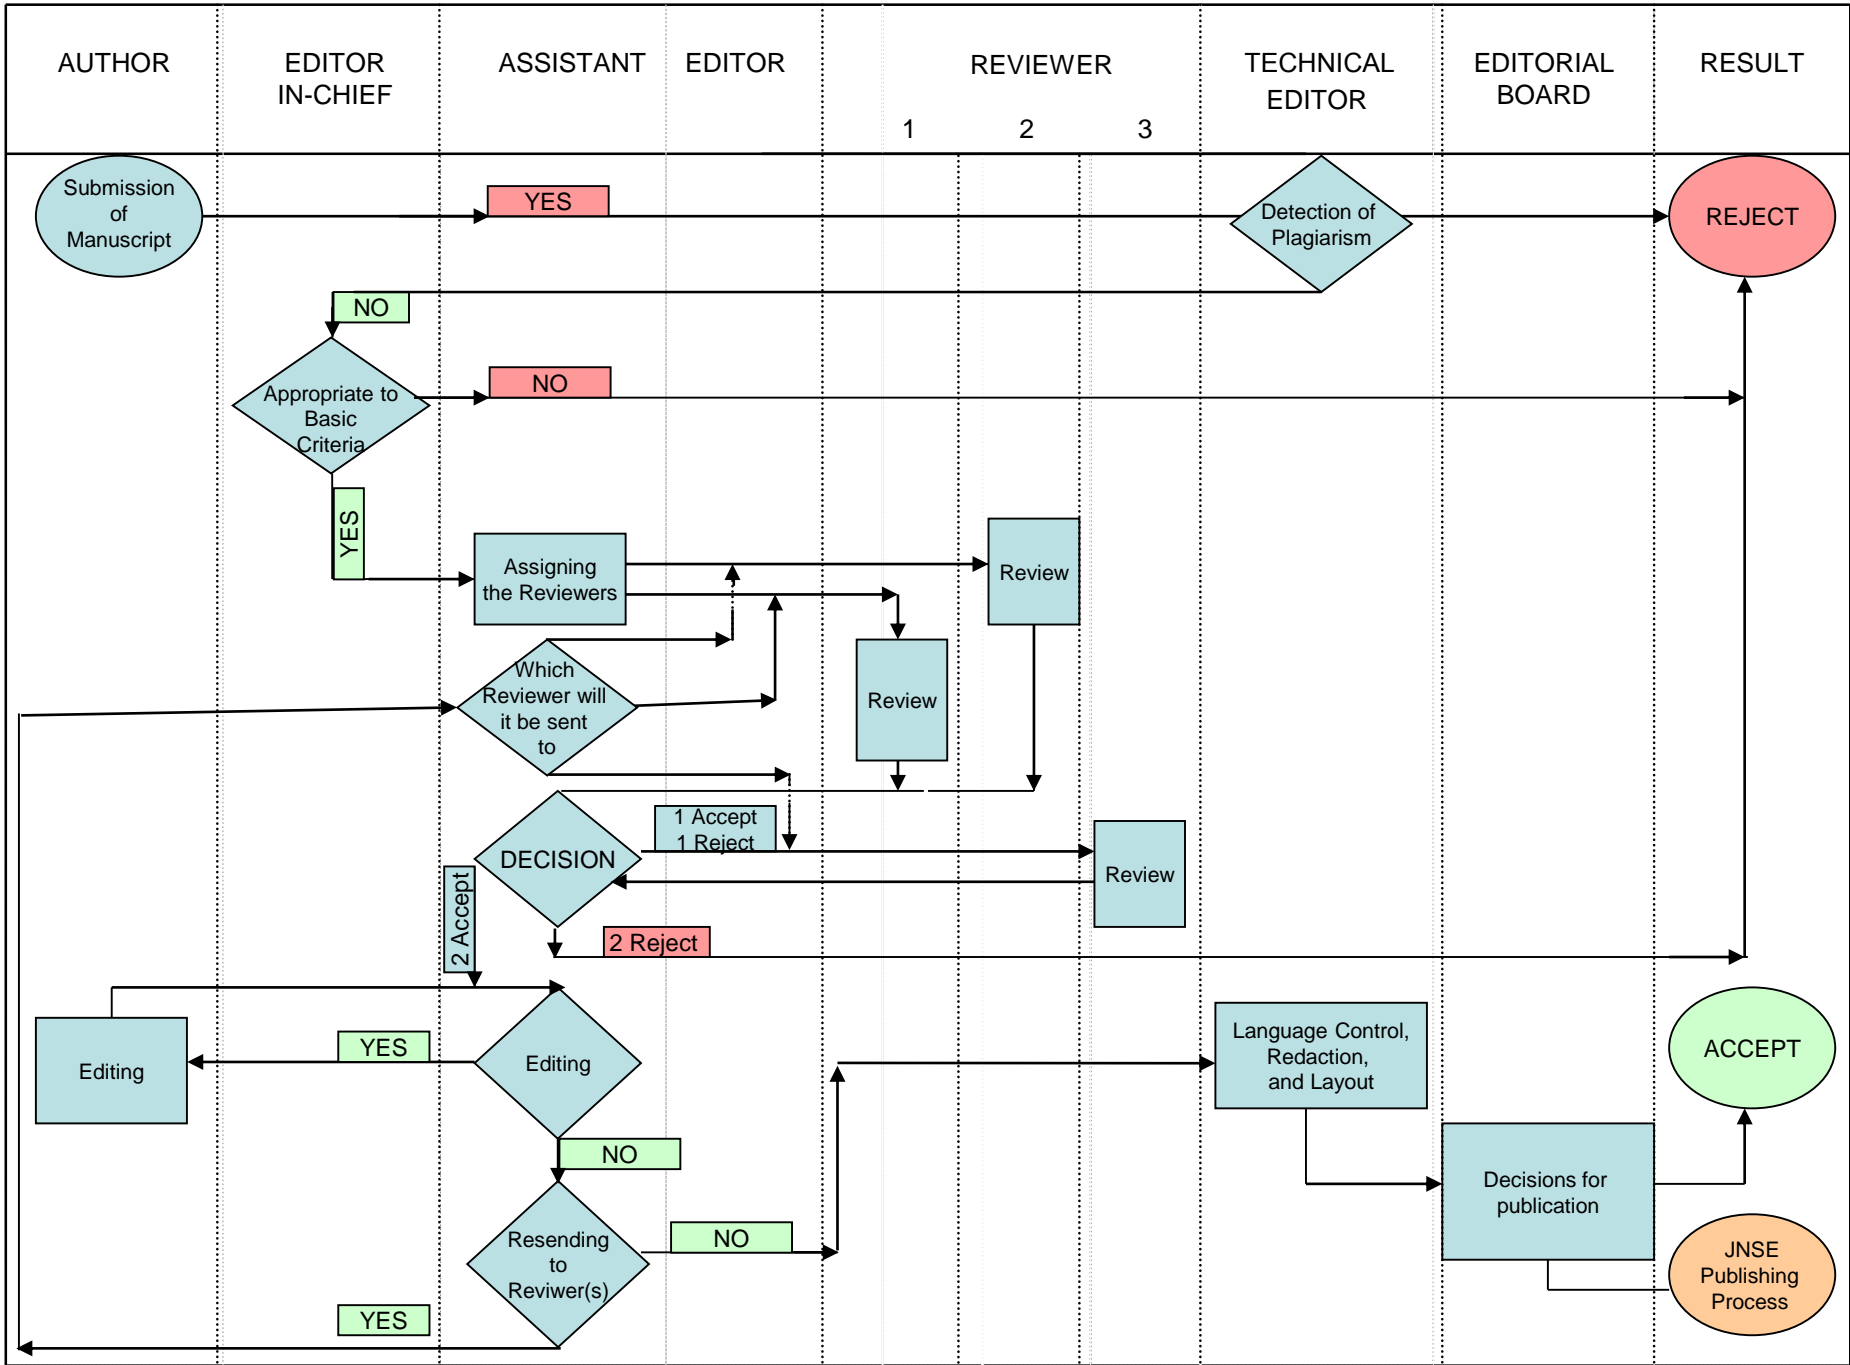 AUTHOR
EDITOR
IN-CHIEF
ASSISTANT EDITOR
REVIEWER
1 2 3
TECHNICAL
EDITOR
EDITORIAL
BOARD
RESULT
Submission
of
Manuscript
YES
Detection of
Plagiarism
REJECT
NO
Appropriate to
Basic
Criteria
NO
YES
Assigning
the Reviewers
Review
Which
Reviewer will
it be sent
to
Review
1 Accept
1 Reject
DECISION
Review
2 Accept
2 Reject
Editing
YES
Editing
Language Control,
Redaction,
and Layout
ACCEPT
NO
Decisions for
publication
Resending
to
Reviwer(s)
NO
JNSE
Publishing
Process
YES